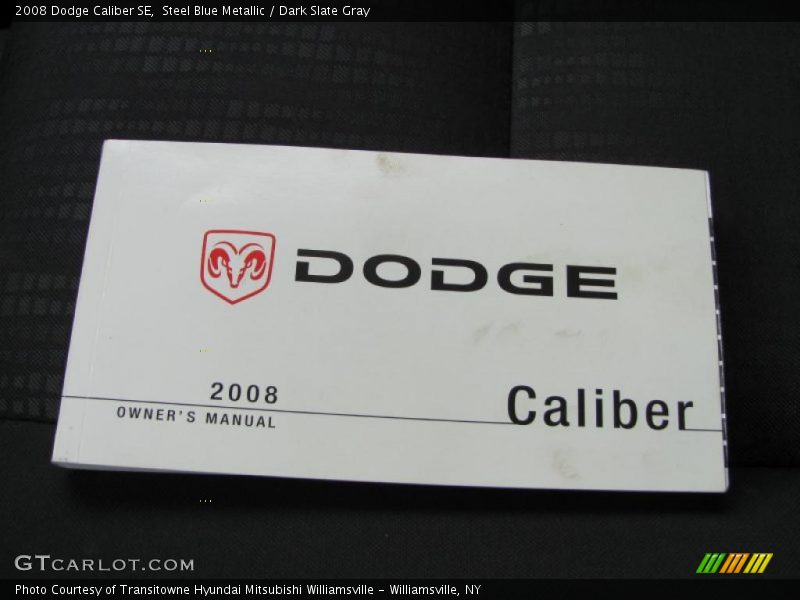 2008 Dodge Caliber SE,  Steel Blue Metallic / Dark Slate Gray
DODGE
2008
OWNER'S MANUAL
Caliber
GTCARLOT.COM
Photo Courtesy of Transitowne Hyundai Mitsubishi Williamsville - Williamsville, NY